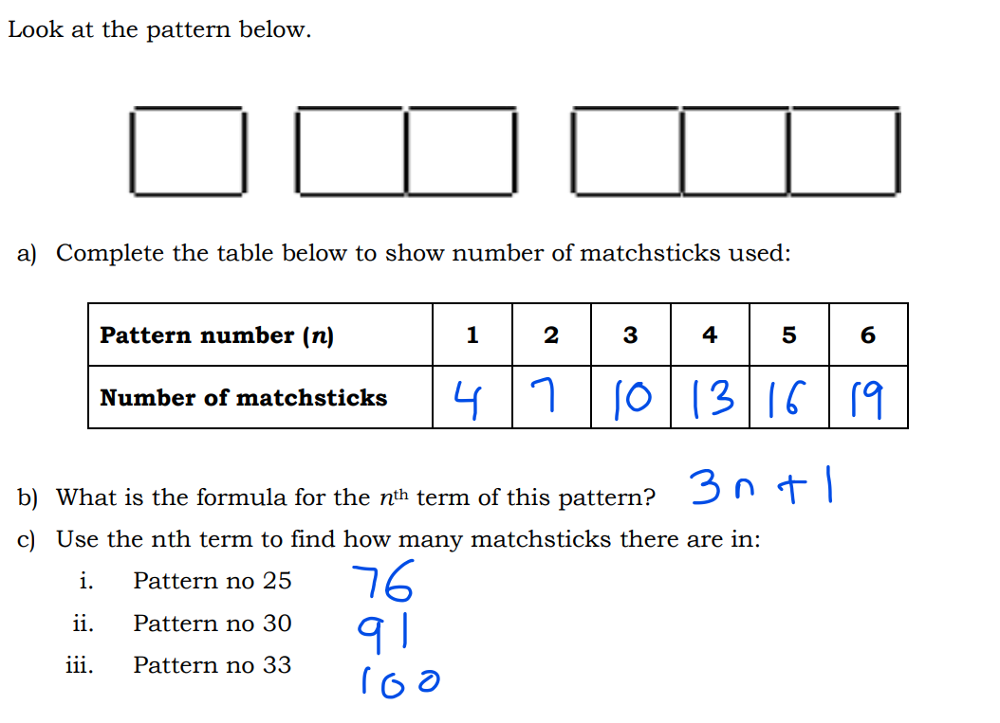 Look at the pattern below.
a) Complete the table below to show number of matchsticks used:
Pattern number (n) 1 2 3 4 5 6
Number of matchsticks 4 7 10 13 16 19
b) What is the formula for the nth term of this pattern? 3n+1
c) Use the nth term to find how many matchsticks there are in:
i. Pattern no 25 76
ii. Pattern no 30 91
iii. Pattern no 33 100